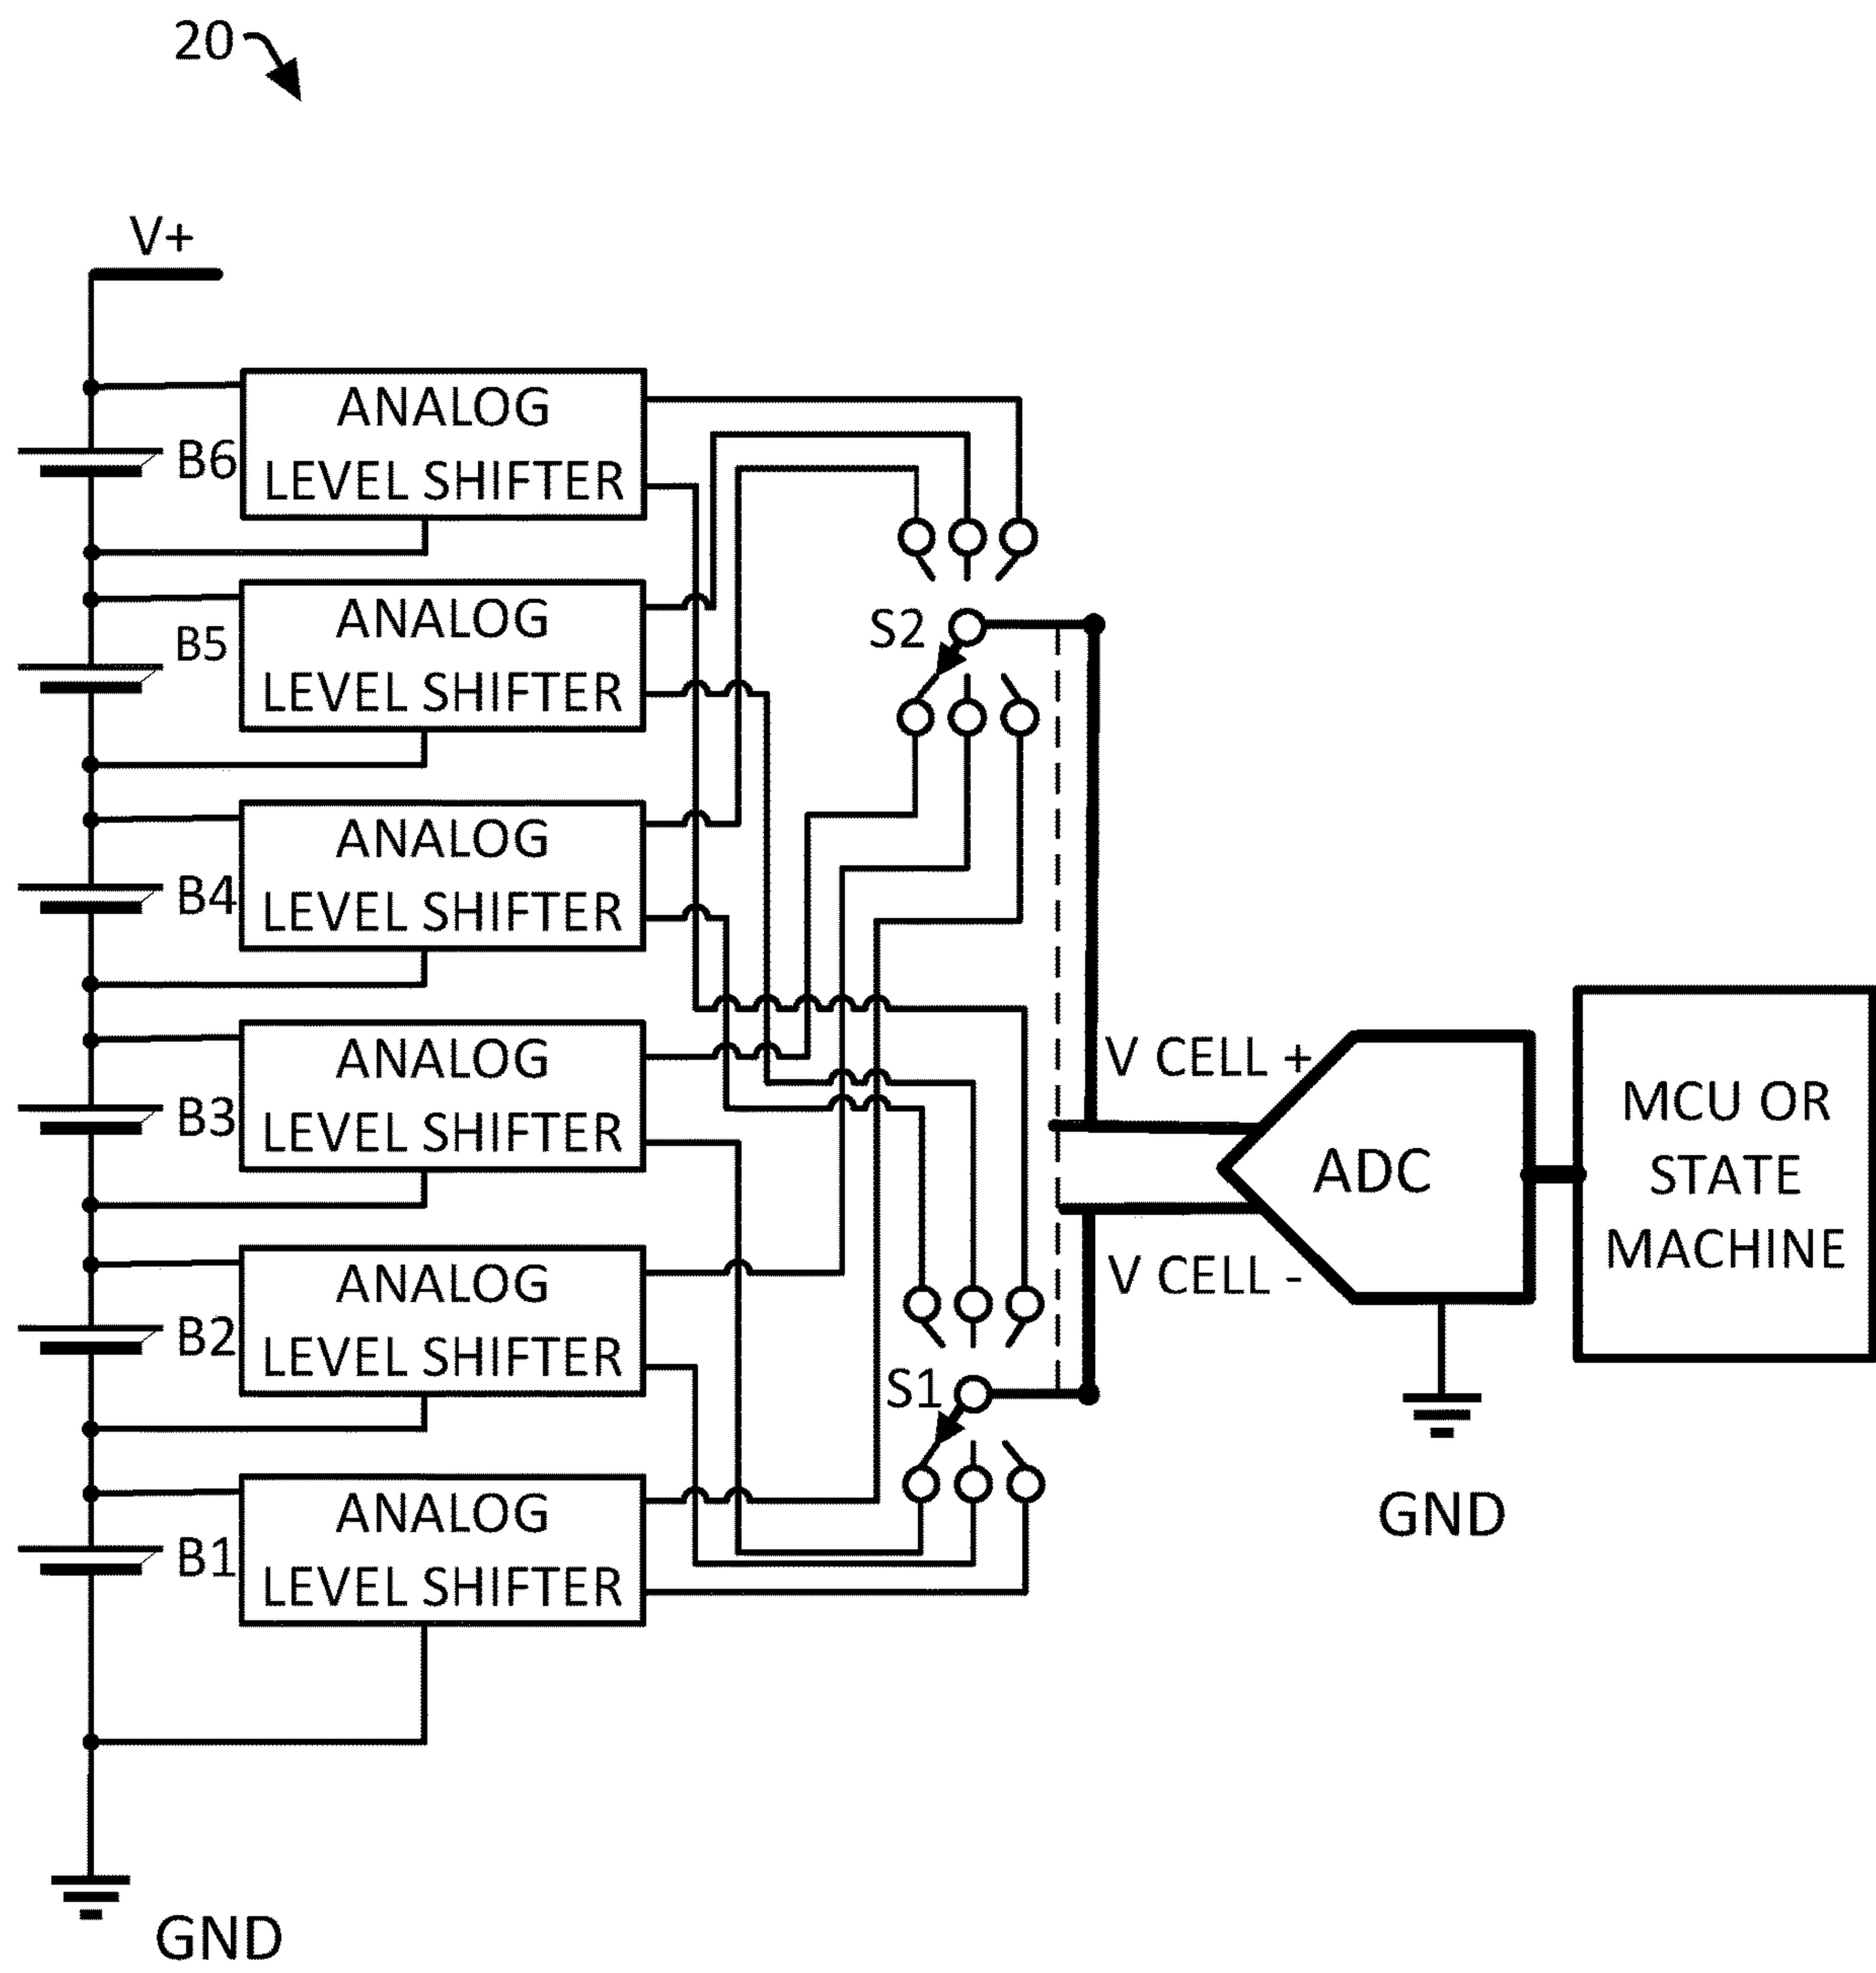 20
V+
ANALOG
LEVEL SHIFTER
B6
ANALOG
LEVEL SHIFTER
B5
S2
ANALOG
LEVEL SHIFTER
B4
ANALOG
LEVEL SHIFTER
B3
V CELL +
ADC
V CELL -
MCU OR
STATE
MACHINE
ANALOG
LEVEL SHIFTER
B2
S1
ANALOG
LEVEL SHIFTER
B1
GND
GND